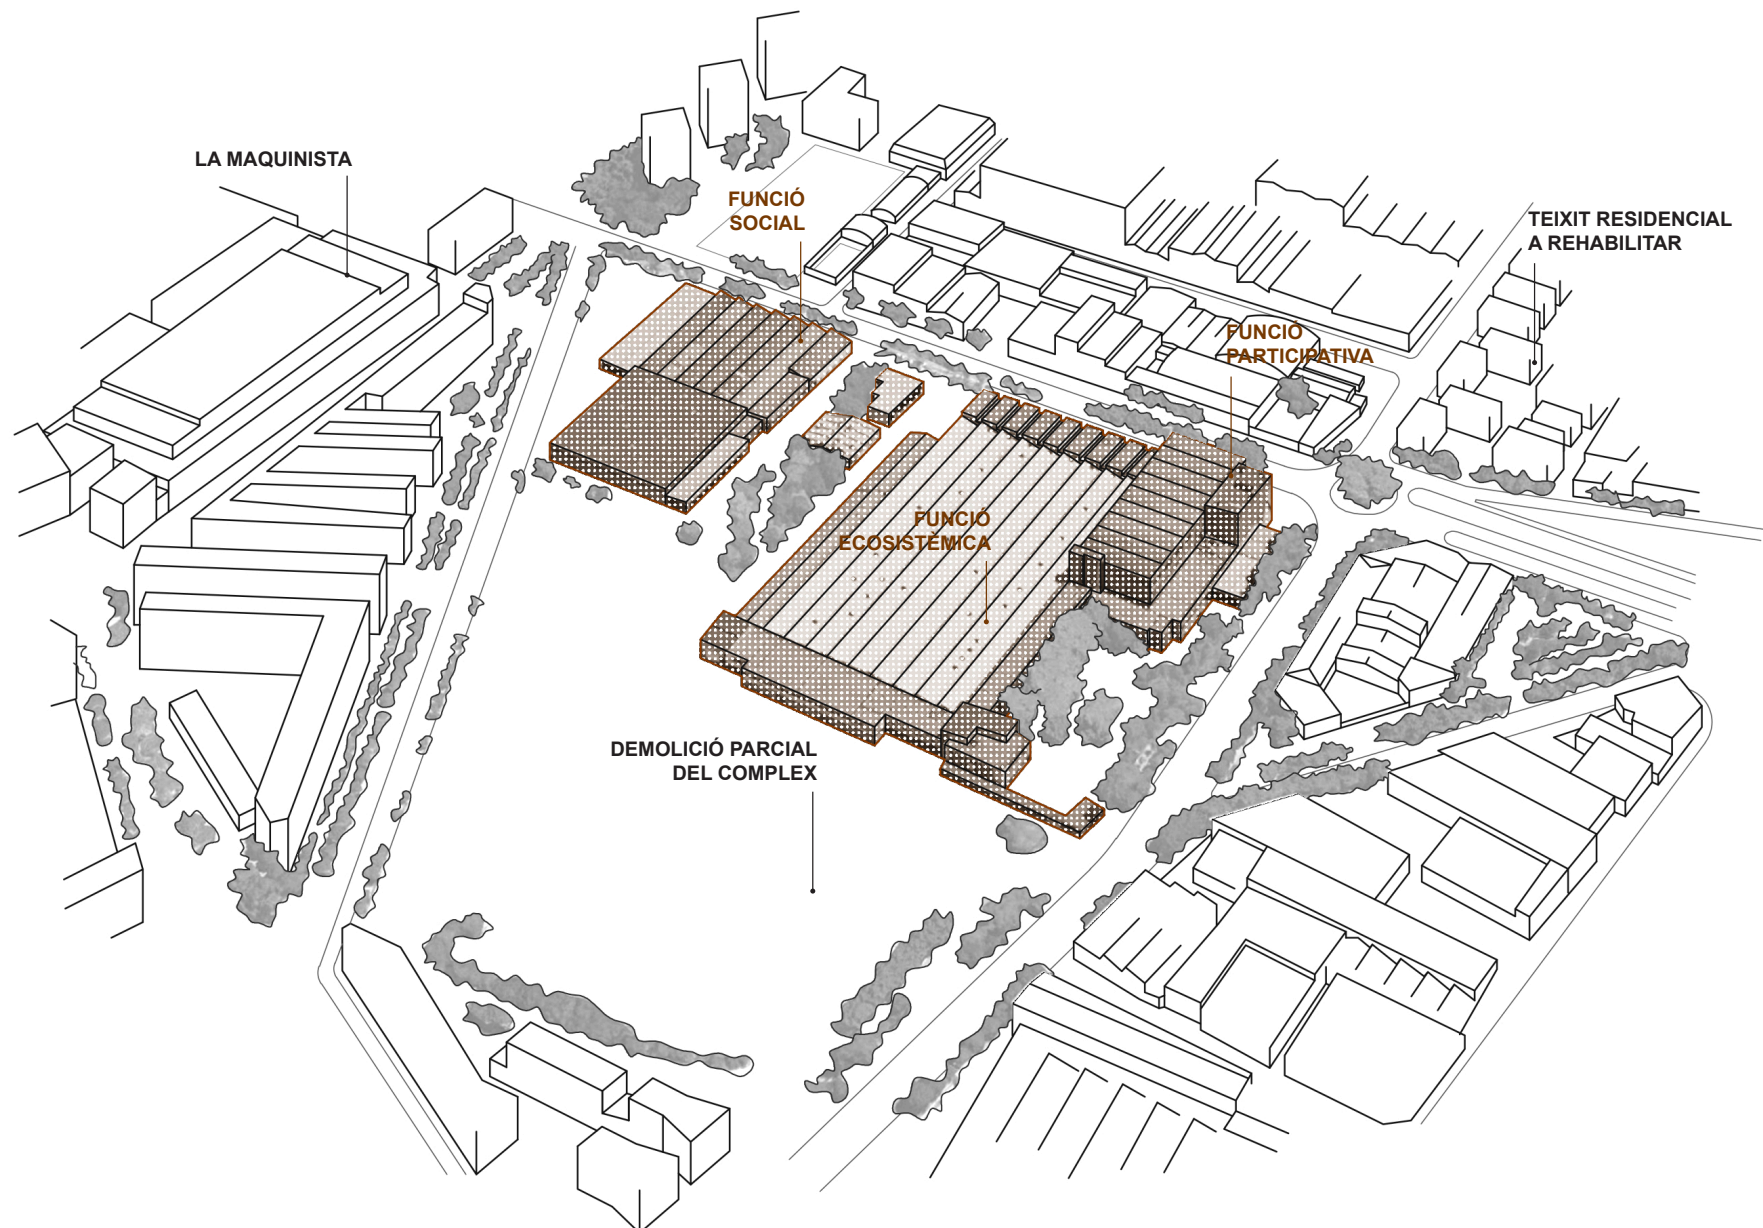 LA MAQUINISTA
FUNCIÓ
SOCIAL
TEIXIT RESIDENCIAL
A REHABILITAR
FUNCIÓ
PARTICIPATIVA
FUNCIÓ
ECOSISTÈMICA
DEMOLICIÓ PARCIAL
DEL COMPLEX